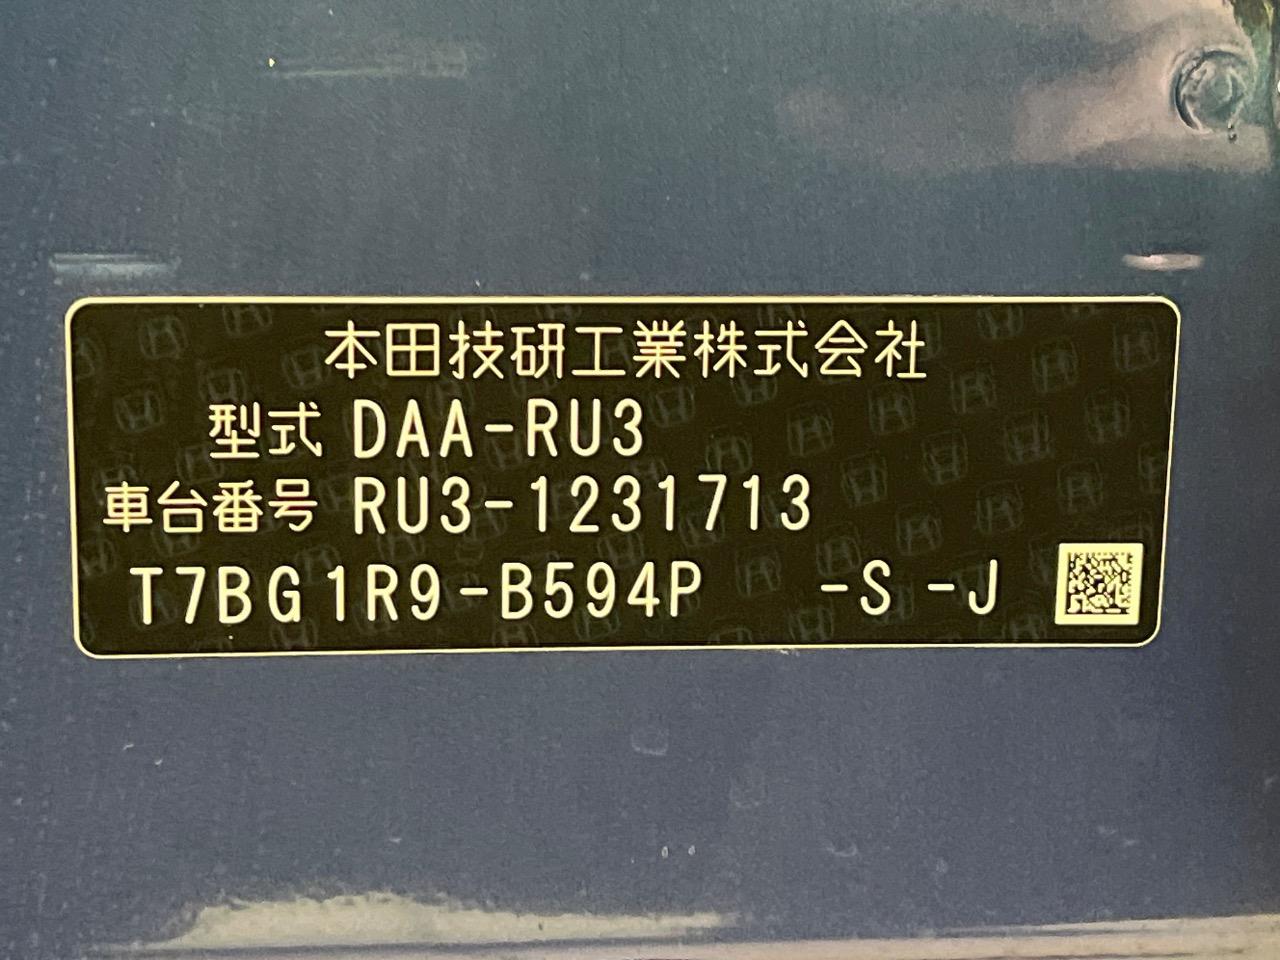 本田技研工業株式会社
型式 DAA-RU3
車台番号 RU3-1231713
T7BG1R9-B594P -S -J